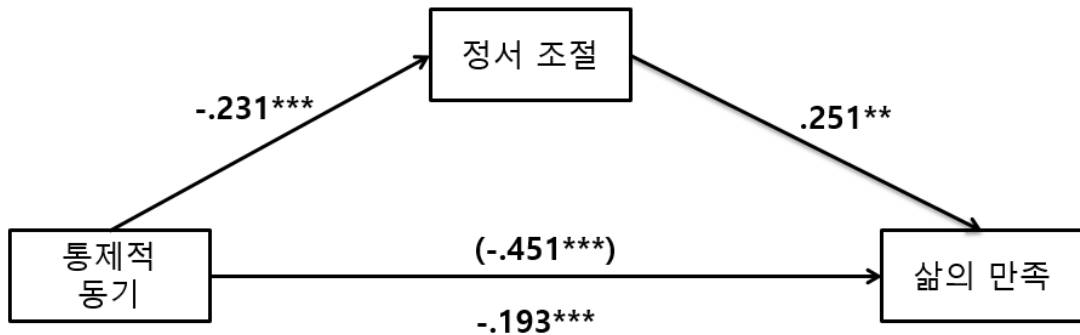 정서 조절
-.231***
.251**
통제적
동기
(-.451***)
삶의 만족
-.193***